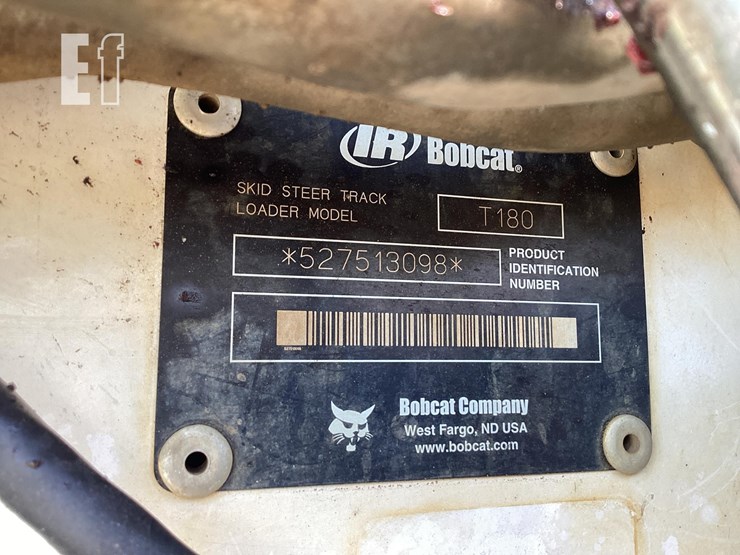 Ef
IR Bobcat®
SKID STEER TRACK
LOADER MODEL
T180
*527513098*
PRODUCT
IDENTIFICATION
NUMBER
Bobcat Company
West Fargo, ND USA
www.bobcat.com